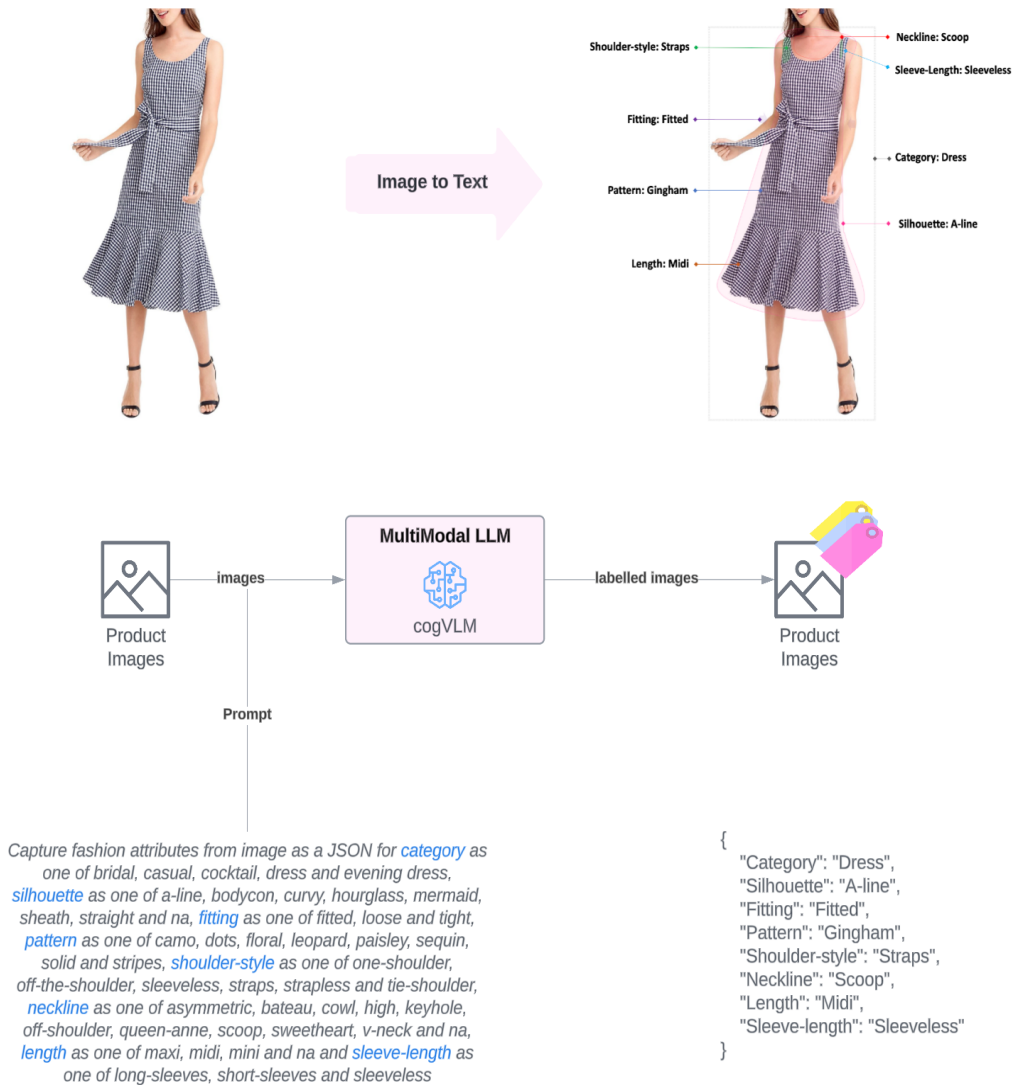 Shoulder-style: Straps
Neckline: Scoop
Sleeve-Length: Sleeveless
Fitting: Fitted
Category: Dress
Image to Text
Pattern: Gingham
Silhouette: A-line
Length: Midi
MultiModal LLM
cogVLM
images
labelled images
Product
Images
Product
Images
Prompt
Capture fashion attributes from image as a JSON for category as
one of bridal, casual, cocktail, dress and evening dress,
silhouette as one of a-line, bodycon, curvy, hourglass, mermaid,
sheath, straight and na, fitting as one of fitted, loose and tight,
pattern as one of camo, dots, floral, leopard, paisley, sequin,
solid and stripes, shoulder-style as one of one-shoulder,
off-the-shoulder, sleeveless, straps, strapless and tie-shoulder,
neckline as one of asymmetric, bateau, cowl, high, keyhole,
off-shoulder, queen-anne, scoop, sweetheart, v-neck and na,
length as one of maxi, midi, mini and na and sleeve-length as
one of long-sleeves, short-sleeves and sleeveless
{
"Category": "Dress",
"Silhouette": "A-line",
"Fitting": "Fitted",
"Pattern": "Gingham",
"Shoulder-style": "Straps",
"Neckline": "Scoop",
"Length": "Midi",
"Sleeve-length": "Sleeveless"
}